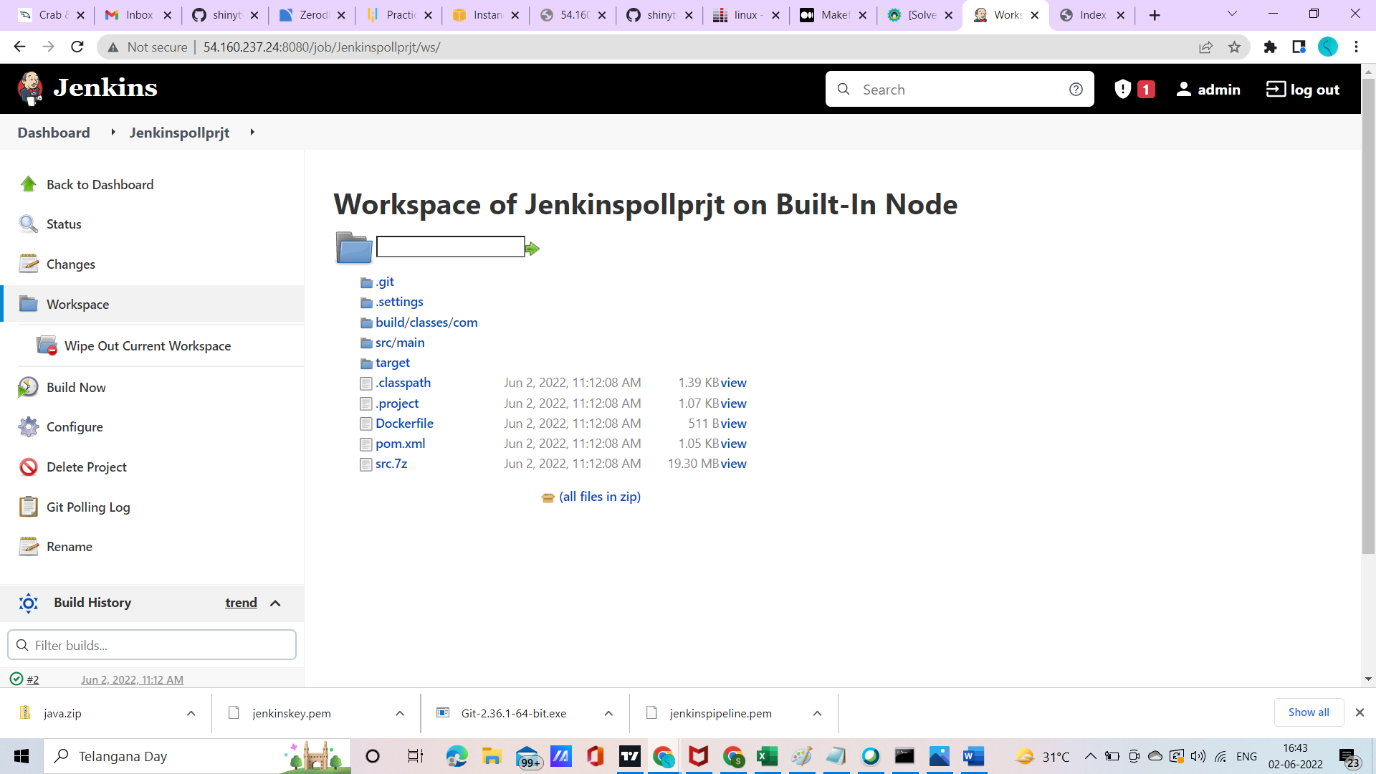 Crab &
Inbox
shinyt
Zerod
Practic
Instan
54.160
shinyt
linux -
Makef
[Solve
Works
Index
Not secure | 54.160.237.24:8080/job/Jenkinspollprjt/ws/
Jenkins
Search
1
admin
log out
Dashboard
Jenkinspollprjt
Back to Dashboard
Status
Changes
Workspace
Wipe Out Current Workspace
Build Now
Configure
Delete Project
Git Polling Log
Rename
Build History
trend
Filter builds...
#2 Jun 2, 2022, 11:12 AM
Workspace of Jenkinspollprjt on Built-In Node
.git
.settings
build/classes/com
src/main
target
.classpath Jun 2, 2022, 11:12:08 AM 1.39 KB view
.project Jun 2, 2022, 11:12:08 AM 1.07 KB view
Dockerfile Jun 2, 2022, 11:12:08 AM 511 B view
pom.xml Jun 2, 2022, 11:12:08 AM 1.05 KB view
src.7z Jun 2, 2022, 11:12:08 AM 19.30 MB view
(all files in zip)
java.zip
jenkinskey.pem
Git-2.36.1-64-bit.exe
jenkinspipeline.pem
Show all
Telangana Day
99+
31°C
ENG
16:43
02-06-2022
23